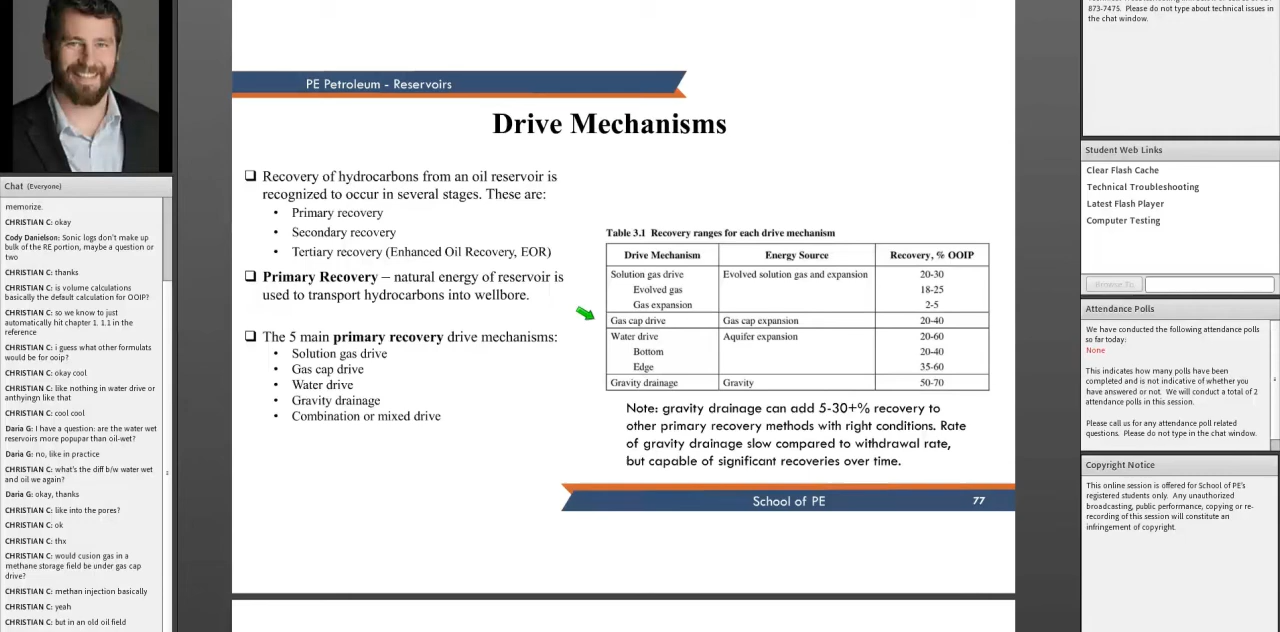 PE Petroleum - Reservoirs
Drive Mechanisms
Recovery of hydrocarbons from an oil reservoir is
recognized to occur in several stages. These are:
• Primary recovery
• Secondary recovery
• Tertiary recovery (Enhanced Oil Recovery, EOR)
Primary Recovery – natural energy of reservoir is
used to transport hydrocarbons into wellbore.
The 5 main primary recovery drive mechanisms:
• Solution gas drive
• Gas cap drive
• Water drive
• Gravity drainage
• Combination or mixed drive
Table 3.1 Recovery ranges for each drive mechanism
Drive Mechanism Energy Source Recovery, % OOIP
Solution gas drive Evolved solution gas and expansion 20-30
Evolved gas 18-25
Gas expansion 2-5
Gas cap drive Gas cap expansion 20-40
Water drive Aquifer expansion 20-60
Bottom 20-40
Edge 35-60
Gravity drainage Gravity 50-70
Note: gravity drainage can add 5-30+% recovery to
other primary recovery methods with right conditions. Rate
of gravity drainage slow compared to withdrawal rate,
but capable of significant recoveries over time.
School of PE 77
Chat (Everyone)
memorize.
CHRISTIAN C: okay
Cody Danielson: Sonic logs don't make up
bulk of the RE portion, maybe a question or
two
CHRISTIAN C: thanks
CHRISTIAN C: is volume calculations
basically the default calculation for OOIP?
CHRISTIAN C: so we know to just
automatically hit chapter 1. 1.1 in the
reference
CHRISTIAN C: i guess what other formulats
would be for ooip?
CHRISTIAN C: okay cool
CHRISTIAN C: like nothing in water drive or
anthyingn like that
CHRISTIAN C: cool cool
Daria G: I have a question: are the water wet
reservoirs more popupar than oil-wet?
Daria G: no, like in practice
CHRISTIAN C: what's the diff b/w water wet
and oil we again?
Daria G: okay, thanks
CHRISTIAN C: like into the pores?
CHRISTIAN C: ok
CHRISTIAN C: thx
CHRISTIAN C: would cusion gas in a
methane storage field be under gas cap
drive?
CHRISTIAN C: methan injection basically
CHRISTIAN C: yeah
CHRISTIAN C: but in an old oil field
873-7475. Please do not type about technical issues in
the chat window.
Student Web Links
Clear Flash Cache
Technical Troubleshooting
Latest Flash Player
Computer Testing
Browse To
Attendance Polls
We have conducted the following attendance polls
so far today:
None
This indicates how many polls have been
completed and is not indicative of whether you
have answered or not. We will conduct a total of 2
attendance polls in this session.
Please call us for any attendance poll related
questions. Please do not type in the chat window.
Copyright Notice
This online session is offered for School of PE's
registered students only. Any unauthorized
broadcasting, public performance, copying or re-
recording of this session will constitute an
infringement of copyright.